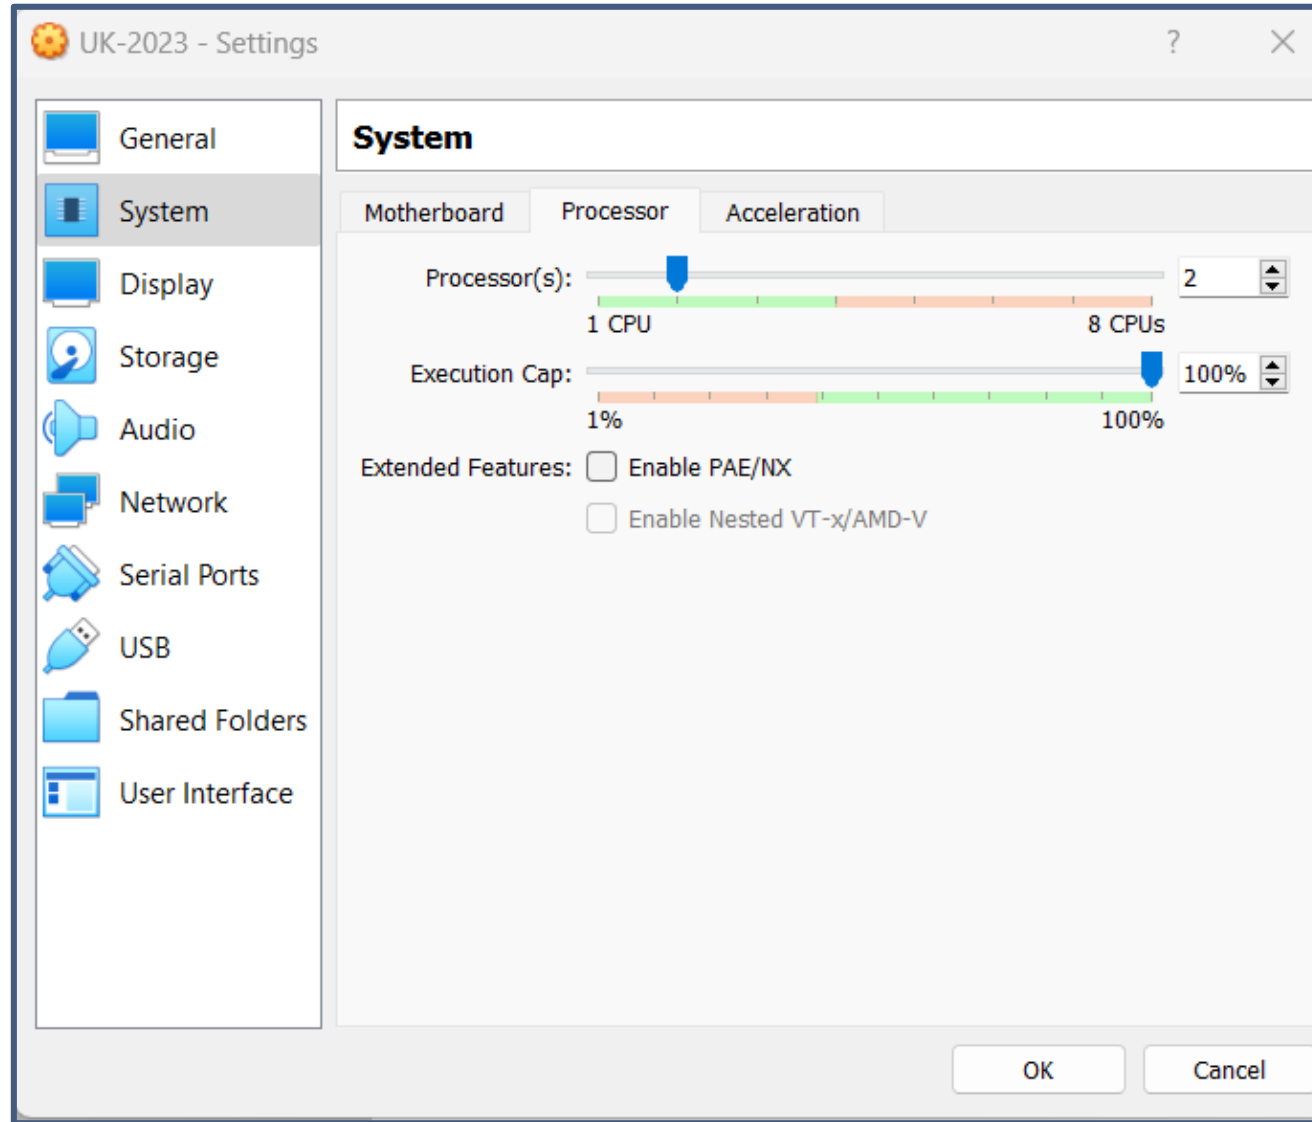 UK-2023 - Settings
?
General
System
Display
Storage
Audio
Network
Serial Ports
USB
Shared Folders
User Interface
System
Motherboard Processor Acceleration
Processor(s): 2
1 CPU 8 CPUs
Execution Cap: 100%
1% 100%
Extended Features: Enable PAE/NX
Enable Nested VT-x/AMD-V
OK Cancel